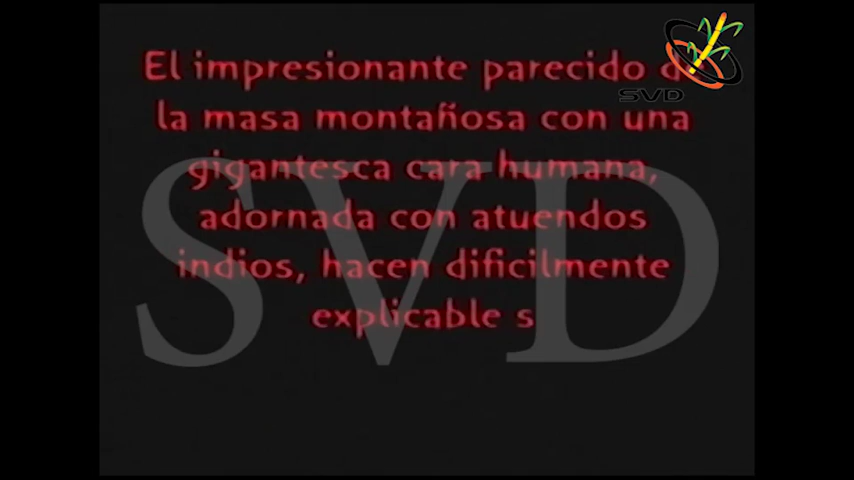 El impresionante parecido d
la masa montañosa con una
gigantesca cara humana,
adornada con atuendos
indios, hacen dificilmente
explicable s
SVD
SVD